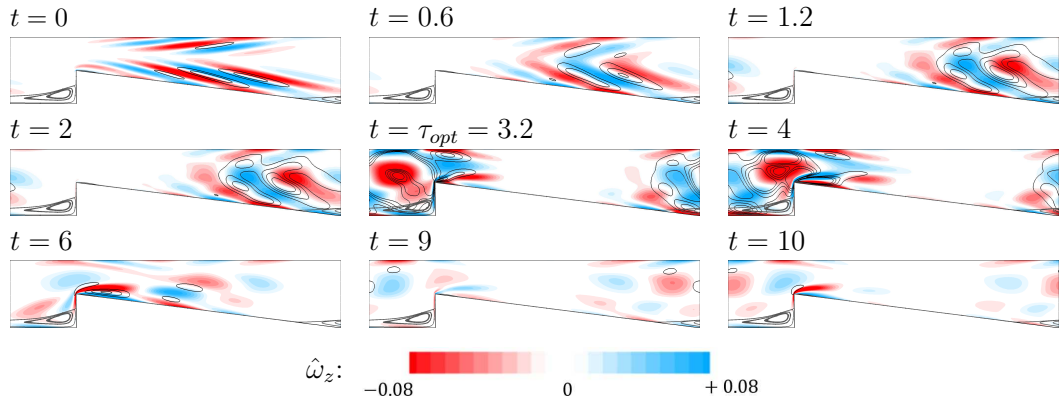 t = 0 t = 0.6 t = 1.2
t = 2 t = τ_opt = 3.2 t = 4
t = 6 t = 9 t = 10
ω̂_z:
−0.08 0 +0.08